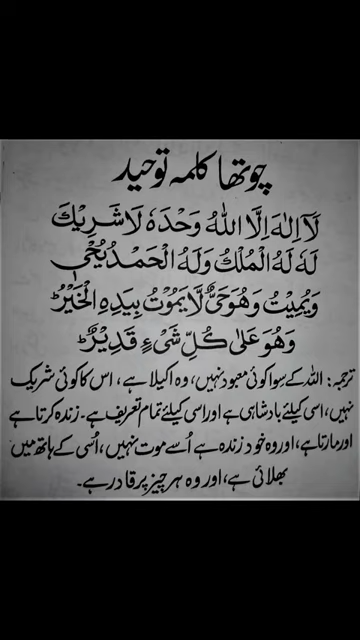 چوتھا کلمہ توحید
لَآ اِلٰهَ اِلَّا اللّٰهُ وَحْدَهٗ لَا شَرِيْكَ
لَهٗ لَهُ الْمُلْكُ وَلَهُ الْحَمْدُ يُحْىٖ
وَيُمِيْتُ وَهُوَحَىٌّ لَّا يَمُوْتُ بِيَدِهِ الْخَيْرُؕ
وَهُوَ عَلٰى كُلِّ شَىْءٍ قَدِيْرٌؕ
ترجمہ: اللہ کے سوا کوئی معبود نہیں، وہ اکیلا ہے، اس کا کوئی شریک
نہیں، اسی کیلئے بادشاہی ہے اور اسی کیلئے تمام تعریف ہے۔ زندہ کرتا ہے
اور مارتا ہے، اور وہ خود زندہ ہے اُسے موت نہیں، اُسی کے ہاتھ میں
بھلائی ہے، اور وہ ہر چیز پر قادر ہے۔